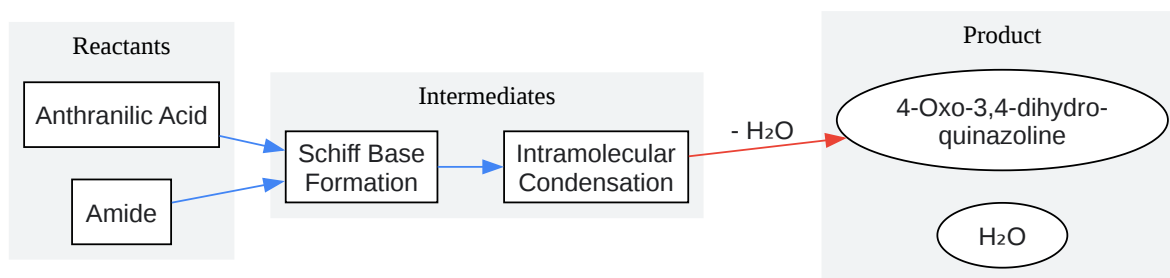 Reactants
Anthranilic Acid
Amide
Intermediates
Schiff Base
Formation
Intramolecular
Condensation
- H₂O
Product
4-Oxo-3,4-dihydro-
quinazoline
H₂O